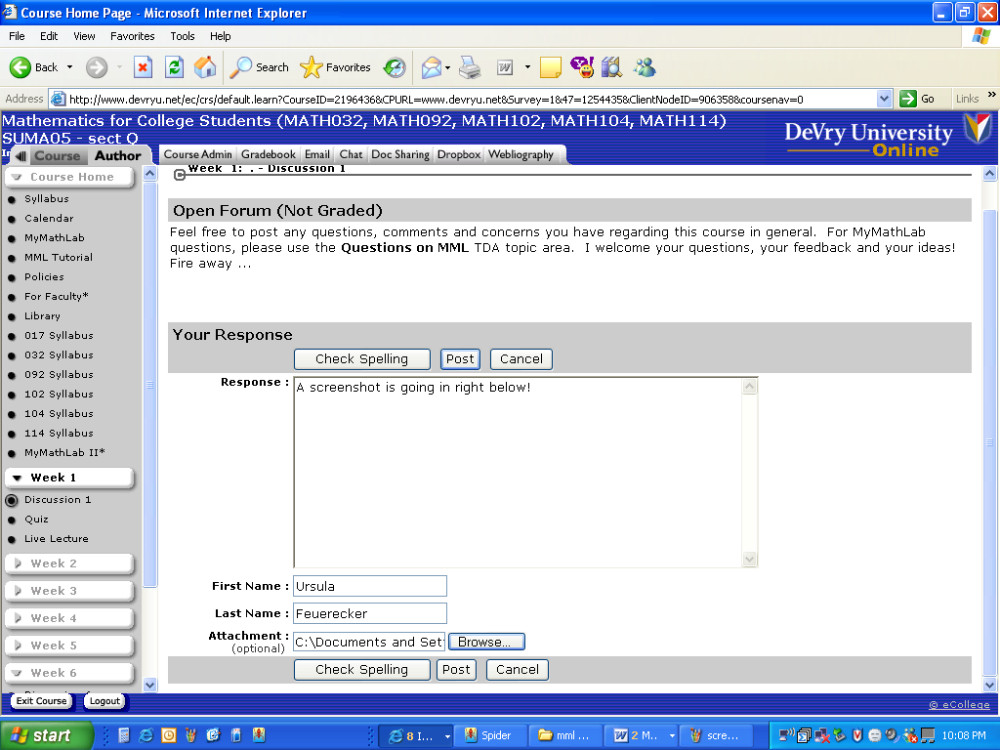 Course Home Page - Microsoft Internet Explorer
File Edit View Favorites Tools Help
Back Search Favorites
Address http://www.devryu.net/ec/crs/default.learn?CourseID=2196436&CPURL=www.devryu.net&Survey=1&47=1254435&ClientNodeID=906358&coursenav=0 Go Links »
Mathematics for College Students (MATH032, MATH092, MATH102, MATH104, MATH114)
SUMA05 - sect Q
DeVry University
Online
Course Author Course Admin Gradebook Email Chat Doc Sharing Dropbox Webliography
Course Home
Syllabus
Calendar
MyMathLab
MML Tutorial
Policies
For Faculty*
Library
017 Syllabus
032 Syllabus
092 Syllabus
102 Syllabus
104 Syllabus
114 Syllabus
MyMathLab II*
Week 1
Discussion 1
Quiz
Live Lecture
Week 2
Week 3
Week 4
Week 5
Week 6
Exit Course Logout
Week 1: . - Discussion 1
Open Forum (Not Graded)
Feel free to post any questions, comments and concerns you have regarding this course in general. For MyMathLab
questions, please use the Questions on MML TDA topic area. I welcome your questions, your feedback and your ideas!
Fire away ...
Your Response
Check Spelling Post Cancel
Response : A screenshot is going in right below!
First Name : Ursula
Last Name : Feuerecker
Attachment : C:\Documents and Set Browse...
(optional)
Check Spelling Post Cancel
© eCollege
start 8 I... Spider mml ... 2 M... scre... 10:08 PM